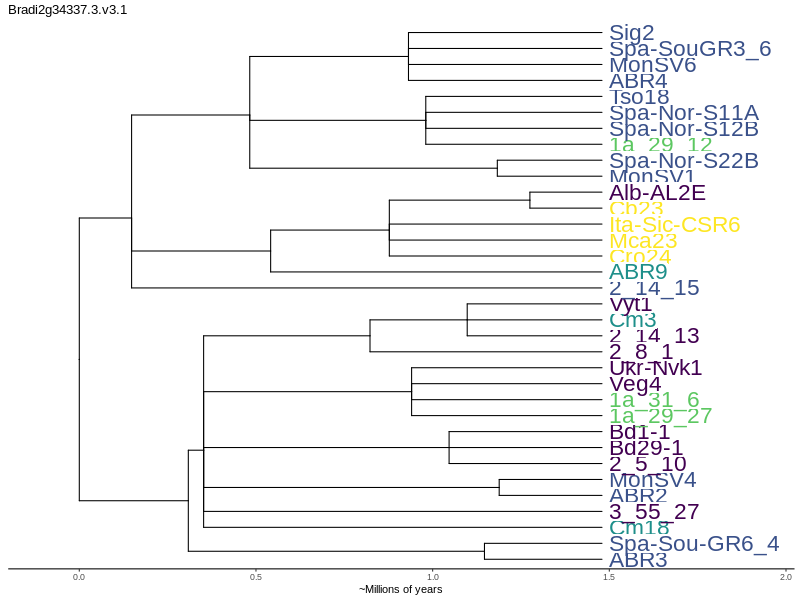 Bradi2g34337.3.v3.1
Sig2
Spa-SouGR3_6
MonSV6
ABR4
Tso18
Spa-Nor-S11A
Spa-Nor-S12B
1a_29_12
Spa-Nor-S22B
MonSV1
Alb-AL2E
Cb23
Ita-Sic-CSR6
Mca23
Cro24
ABR9
2_14_15
Vyt1
Cm3
2_14_13
2_8_1
Ukr-Nvk1
Veg4
1a_31_6
1a_29_27
Bd1-1
Bd29-1
2_5_10
MonSV4
ABR2
3_55_27
Cm18
Spa-Sou-GR6_4
ABR3
0.0 0.5 1.0 1.5 2.0
~Millions of years